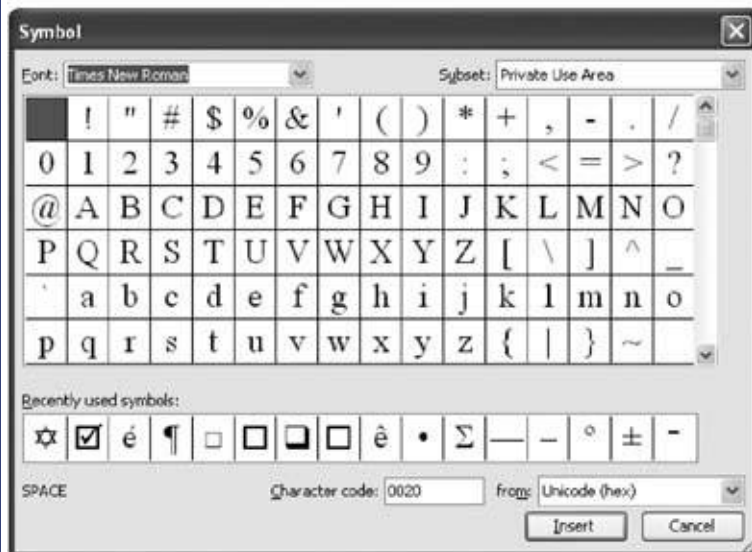 Symbol
Font: Times New Roman Subset: Private Use Area
! " # $ % & ' ( ) * + , - . /
0 1 2 3 4 5 6 7 8 9 : ; < = > ?
@ A B C D E F G H I J K L M N O
P Q R S T U V W X Y Z [ \ ] ^ _
` a b c d e f g h i j k l m n o
p q r s t u v w x y z { | } ~
Recently used symbols:
✡ ☑ é ¶ □ □ ❑ □ ê • Σ — – ° ± -
SPACE Character code: 0020 from: Unicode (hex)
Insert Cancel